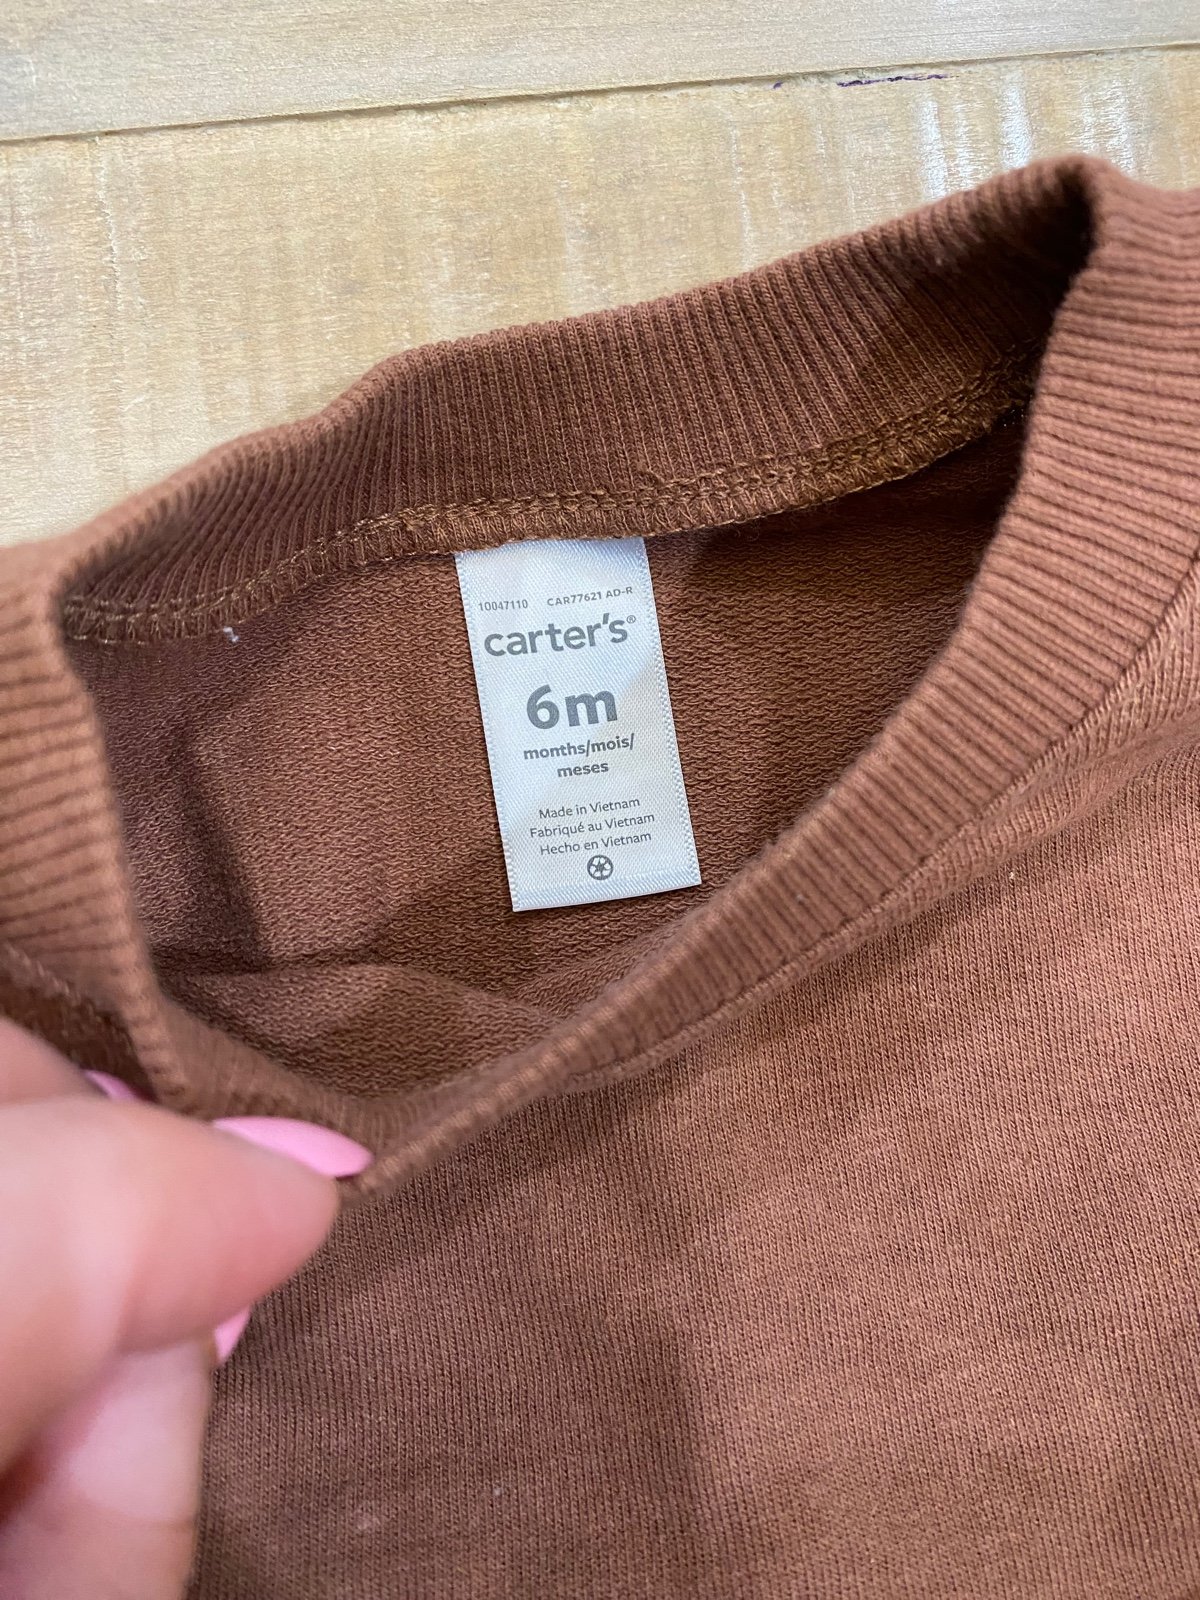 10047110 CAR77621 AD-R
carter's®
6m
months/mois/
meses
Made in Vietnam
Fabriqué au Vietnam
Hecho en Vietnam